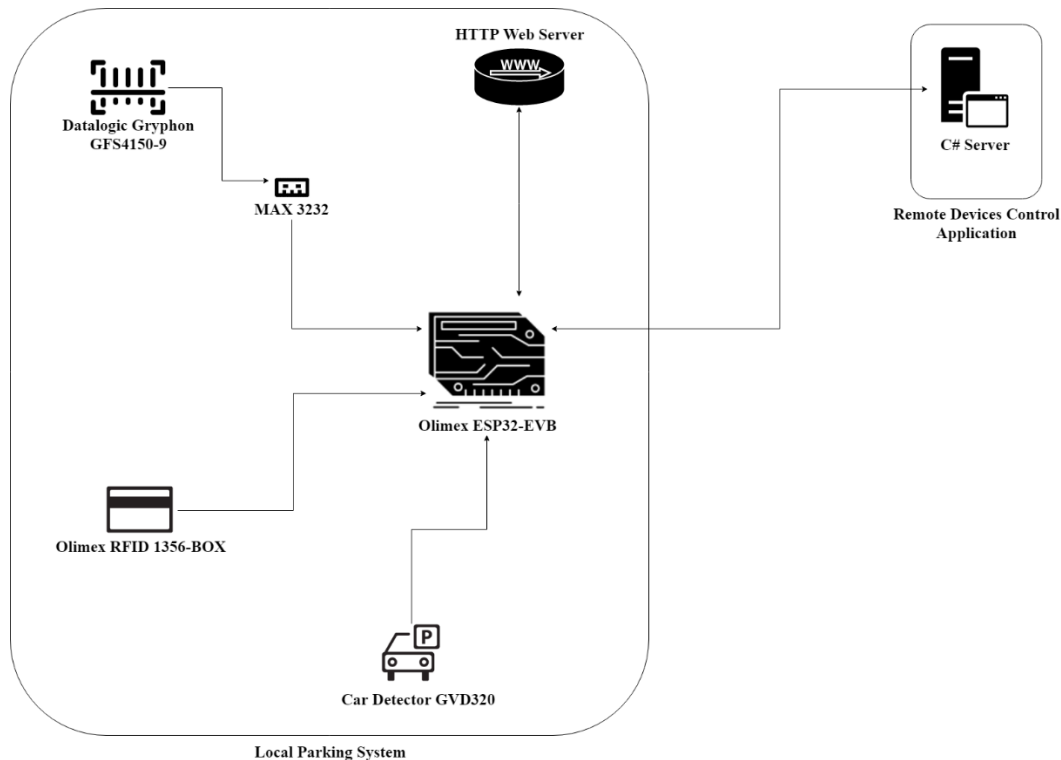 HTTP Web Server
WWW
Datalogic Gryphon
GFS4150-9
MAX 3232
C# Server
Remote Devices Control
Application
Olimex ESP32-EVB
Olimex RFID 1356-BOX
P
Car Detector GVD320
Local Parking System